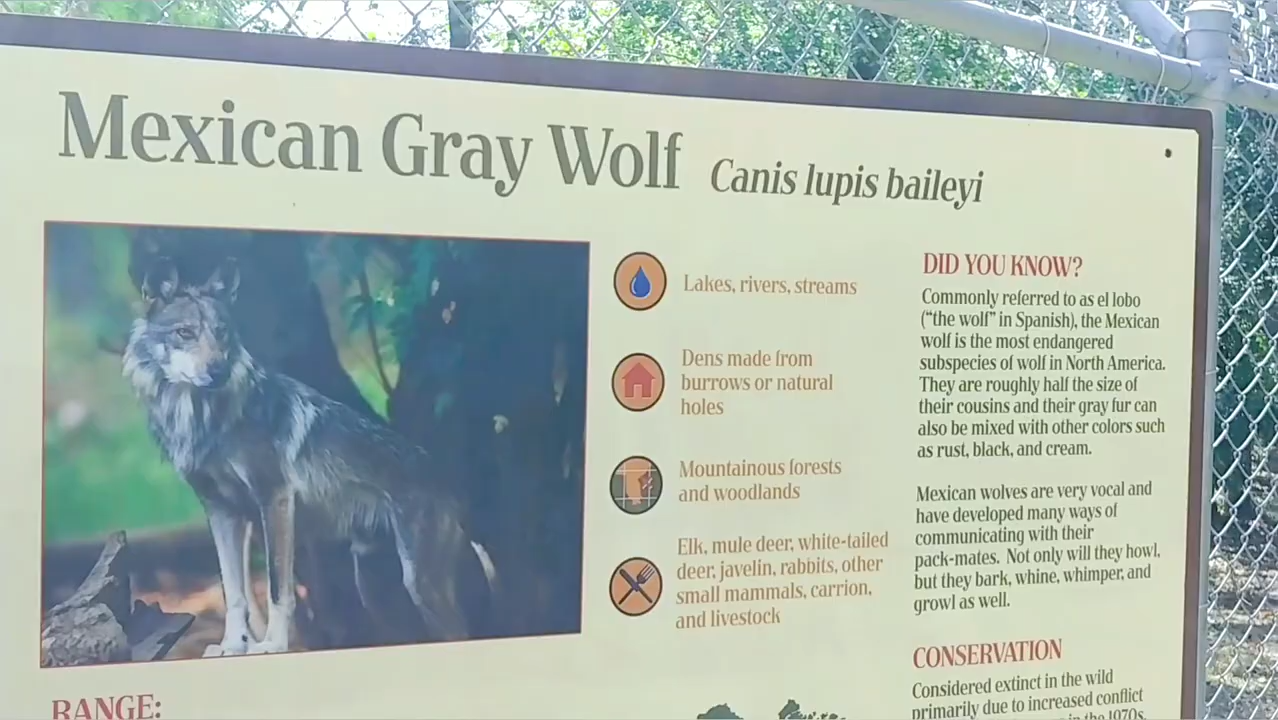 Mexican Gray Wolf Canis lupis baileyi
Lakes, rivers, streams
Dens made from
burrows or natural
holes
Mountainous forests
and woodlands
Elk, mule deer, white-tailed
deer, javelin, rabbits, other
small mammals, carrion,
and livestock
DID YOU KNOW?
Commonly referred to as el lobo
("the wolf" in Spanish), the Mexican
wolf is the most endangered
subspecies of wolf in North America.
They are roughly half the size of
their cousins and their gray fur can
also be mixed with other colors such
as rust, black, and cream.
Mexican wolves are very vocal and
have developed many ways of
communicating with their
pack-mates. Not only will they howl,
but they bark, whine, whimper, and
growl as well.
CONSERVATION
Considered extinct in the wild
primarily due to increased conflict
in the 1970s.
RANGE: